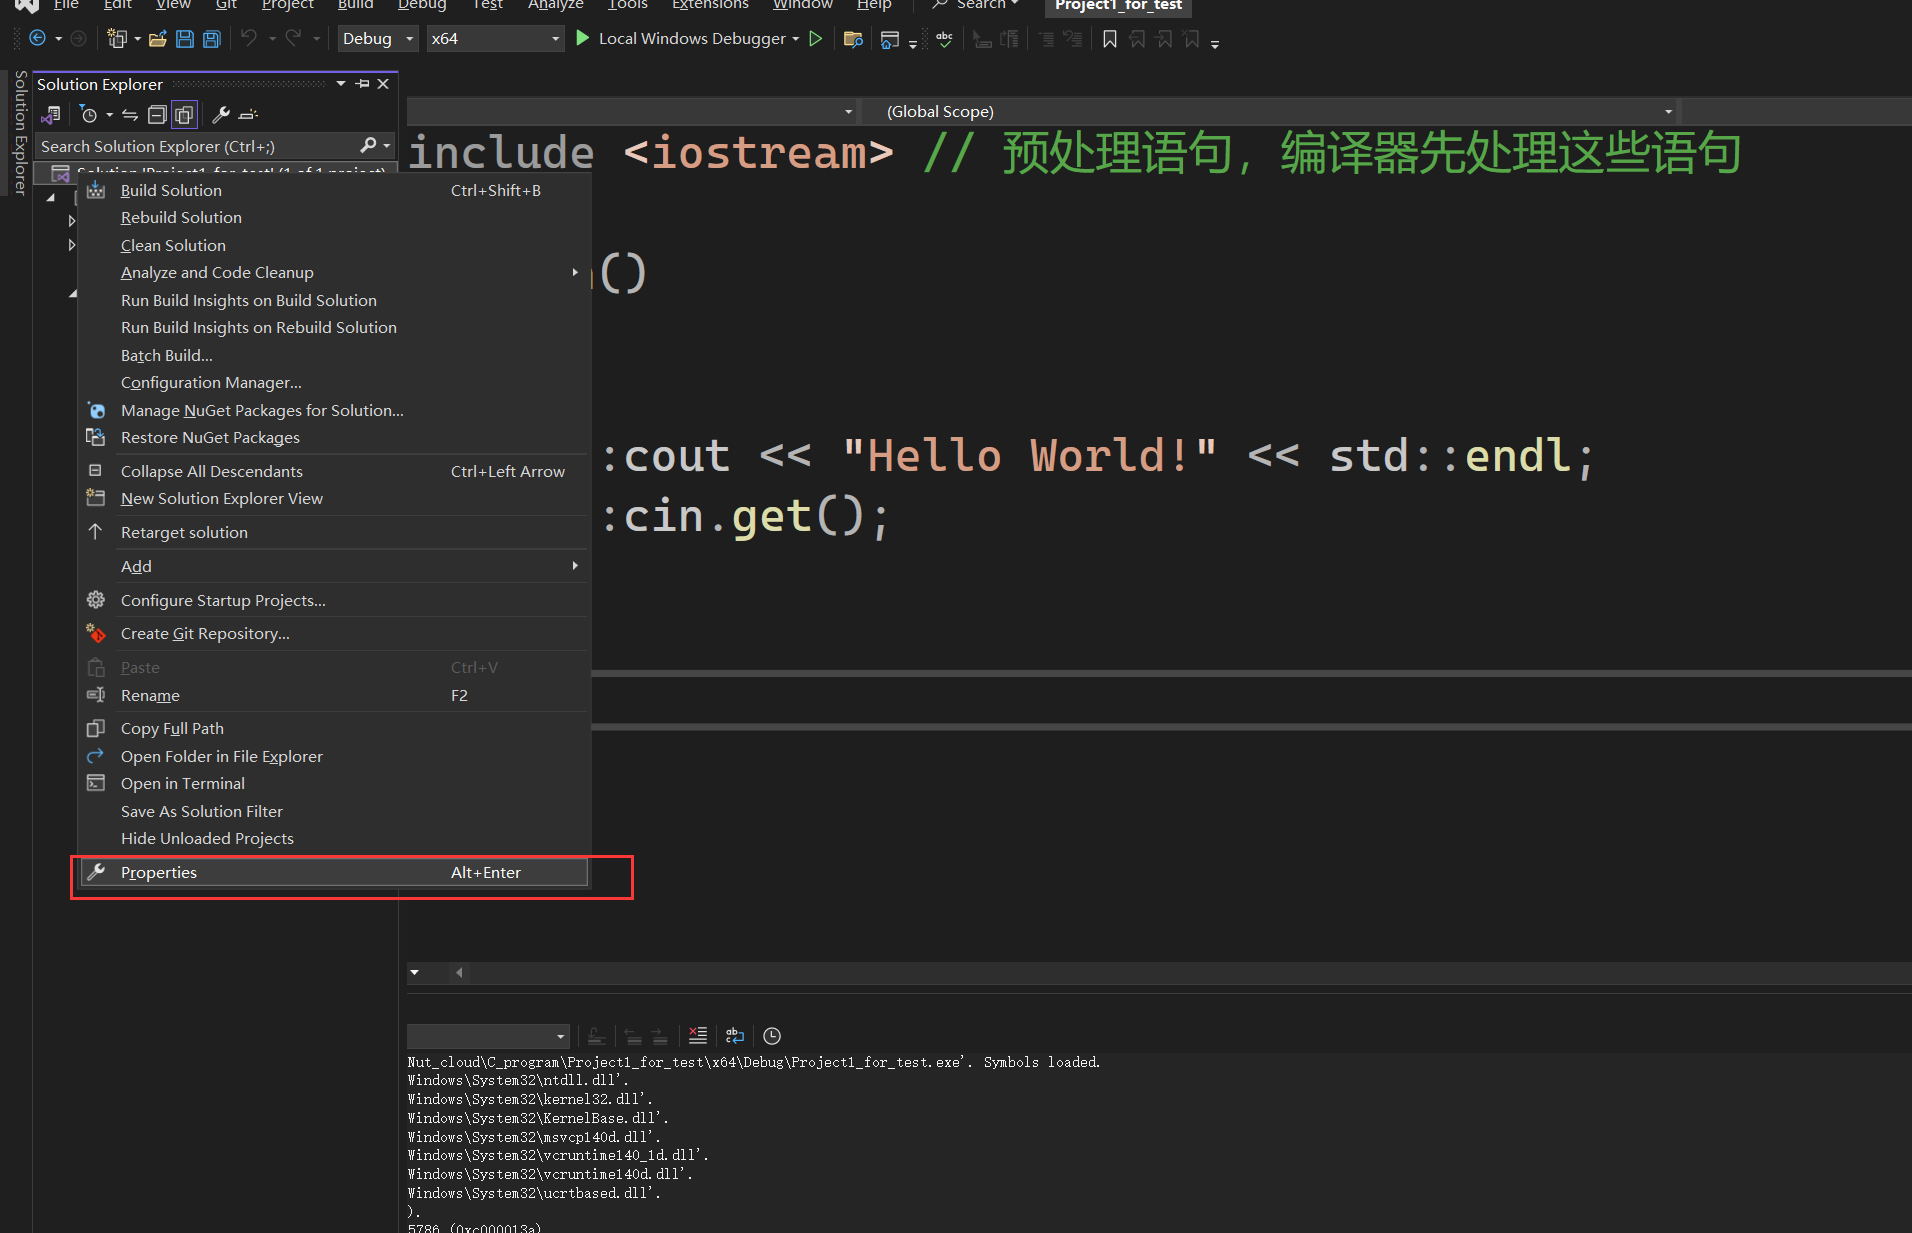 File Edit View Git Project Build Debug Test Analyze Tools Extensions Window Help Search Project1_for_test
Debug x64 Local Windows Debugger
Solution Explorer
Solution Explorer
Search Solution Explorer (Ctrl+;)
Solution 'Project1_for_test' (1 of 1 project)
(Global Scope)
include <iostream> // 预处理语句，编译器先处理这些语句
()
:cout << "Hello World!" << std::endl;
:cin.get();
Build Solution Ctrl+Shift+B
Rebuild Solution
Clean Solution
Analyze and Code Cleanup
Run Build Insights on Build Solution
Run Build Insights on Rebuild Solution
Batch Build...
Configuration Manager...
Manage NuGet Packages for Solution...
Restore NuGet Packages
Collapse All Descendants Ctrl+Left Arrow
New Solution Explorer View
Retarget solution
Add
Configure Startup Projects...
Create Git Repository...
Paste Ctrl+V
Rename F2
Copy Full Path
Open Folder in File Explorer
Open in Terminal
Save As Solution Filter
Hide Unloaded Projects
Properties Alt+Enter
Nut_cloud\C_program\Project1_for_test\x64\Debug\Project1_for_test.exe'. Symbols loaded.
Windows\System32\ntdll.dll'.
Windows\System32\kernel32.dll'.
Windows\System32\KernelBase.dll'.
Windows\System32\msvcp140d.dll'.
Windows\System32\vcruntime140_1d.dll'.
Windows\System32\vcruntime140d.dll'.
Windows\System32\ucrtbased.dll'.
).
5786 (0xc000013a)